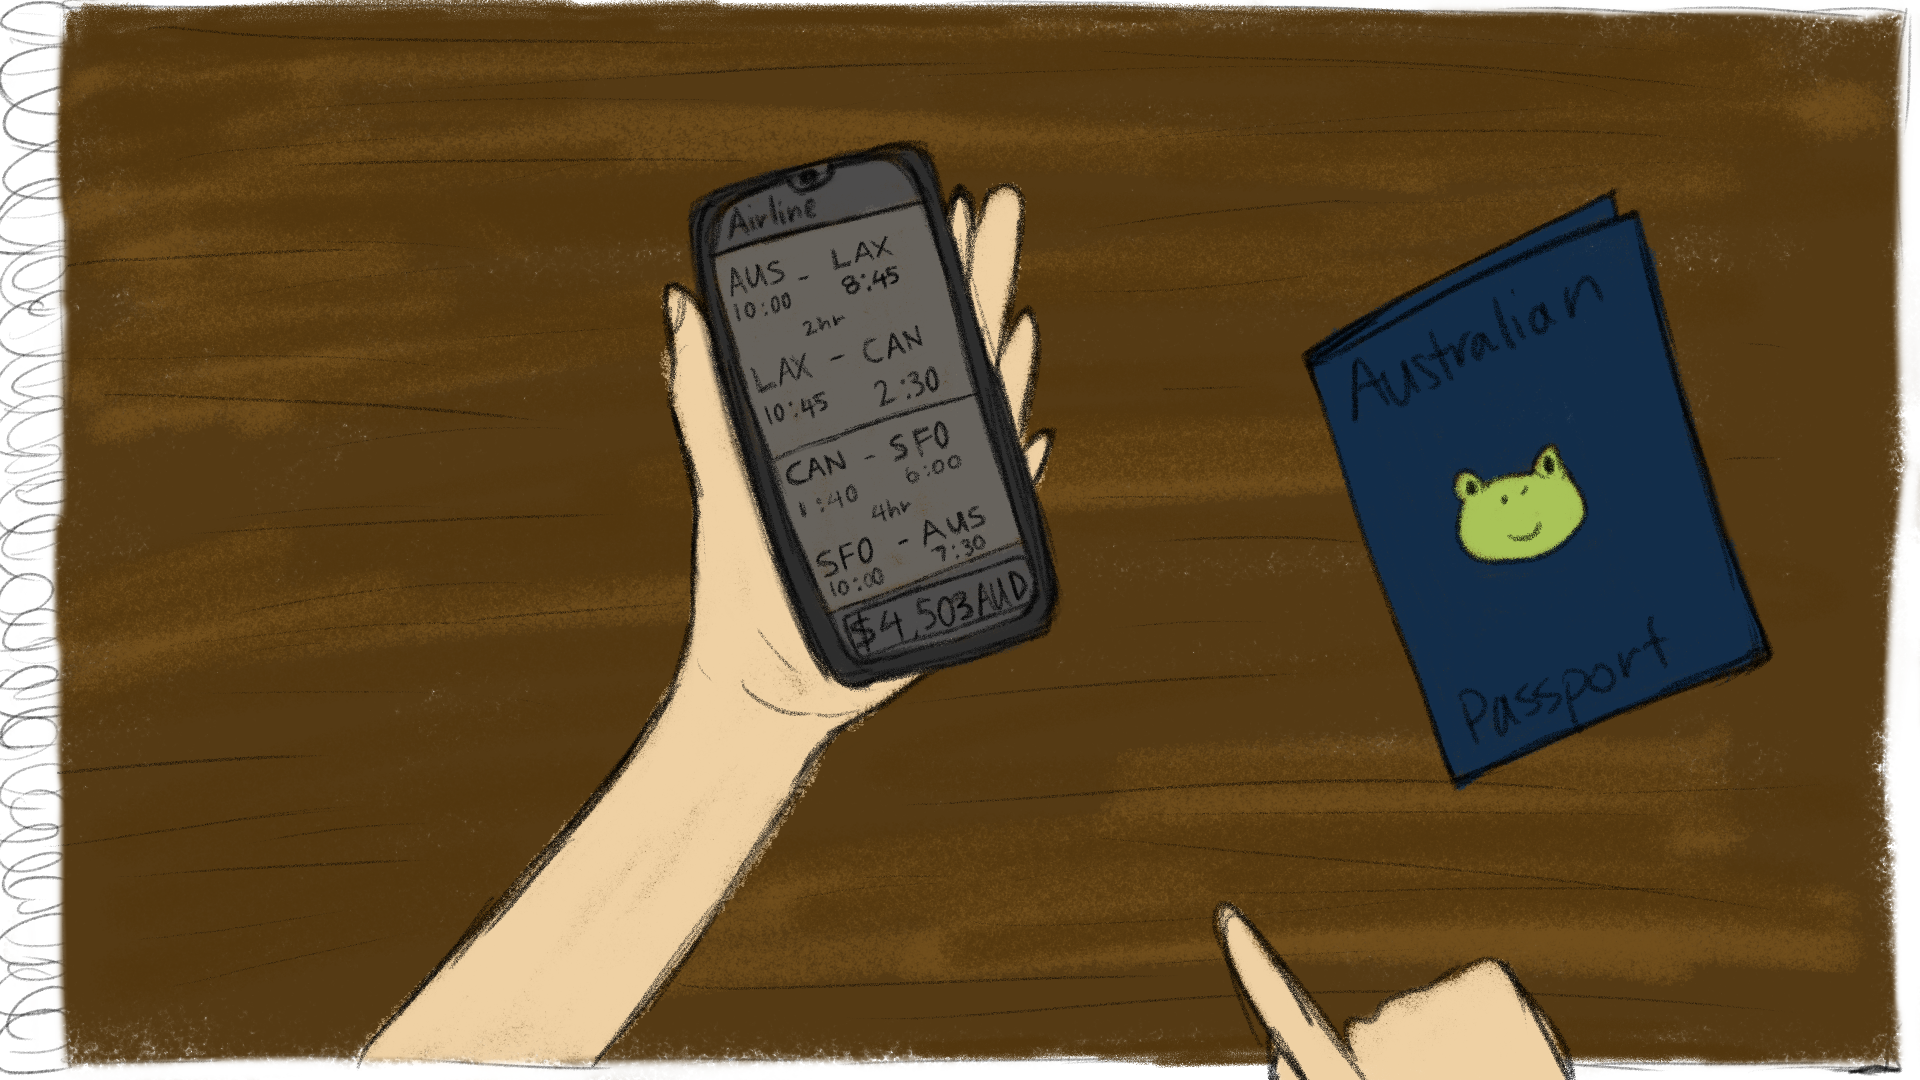 Airline
AUS - LAX
10:00 8:45
2hr
LAX - CAN
10:45 2:30
CAN - SFO
1:40 6:00
4hr
SFO - AUS
10:00 7:30
$4,503AUD
Australian
Passport